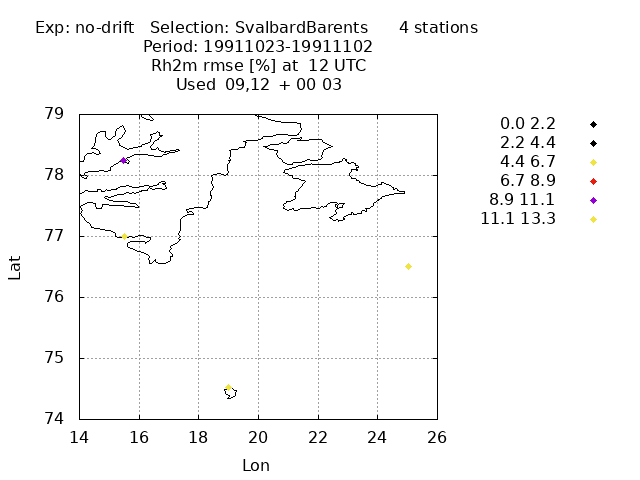 Exp: no-drift   Selection: SvalbardBarents      4 stations
Period: 19911023-19911102
Rh2m rmse [%] at  12 UTC
Used  09,12  + 00 03
0.0 2.2
2.2 4.4
4.4 6.7
6.7 8.9
8.9 11.1
11.1 13.3
79
78
77
76
75
74
Lat
14 16 18 20 22 24 26
Lon